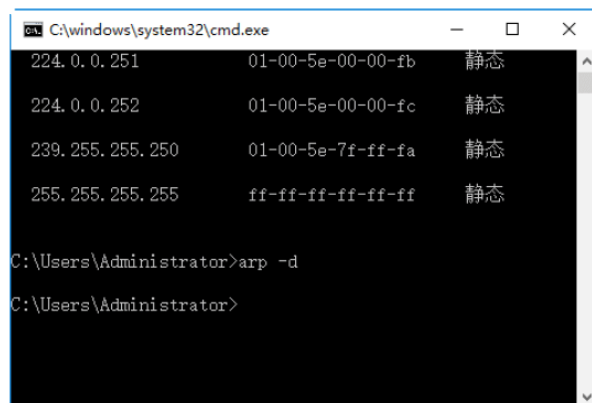 C:\windows\system32\cmd.exe
224.0.0.251 01-00-5e-00-00-fb 静态
224.0.0.252 01-00-5e-00-00-fc 静态
239.255.255.250 01-00-5e-7f-ff-fa 静态
255.255.255.255 ff-ff-ff-ff-ff-ff 静态
C:\Users\Administrator>arp -d
C:\Users\Administrator>